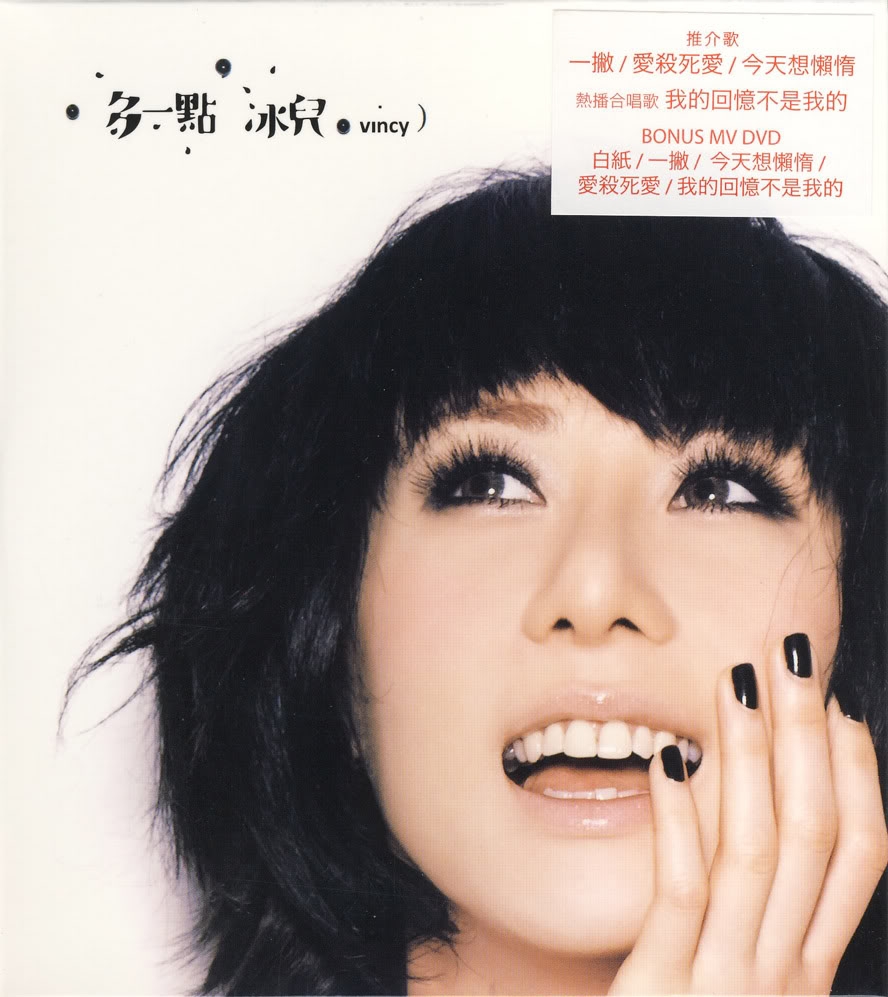 多一點 冰兒. vincy)
推介歌
一撇 / 愛殺死愛 / 今天想懶惰
熱播合唱歌 我的回憶不是我的
BONUS MV DVD
白紙 / 一撇 / 今天想懶惰 /
愛殺死愛 / 我的回憶不是我的